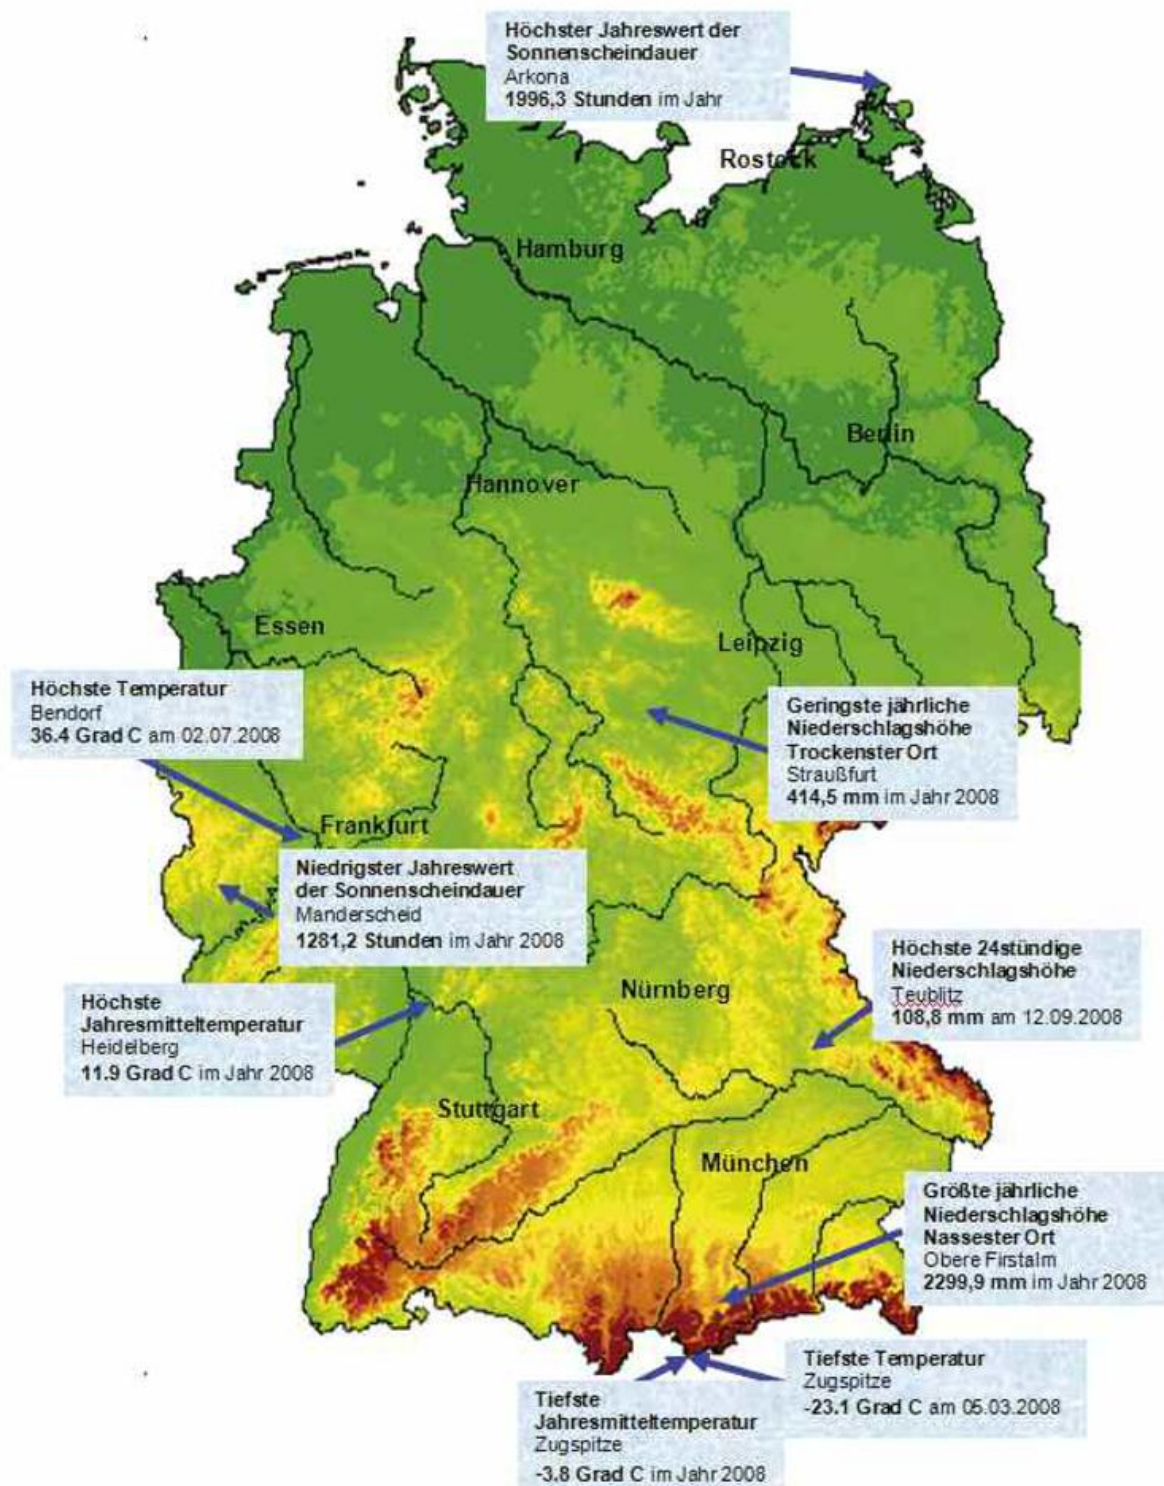 Höchster Jahreswert der
Sonnenscheindauer
Arkona
1996,3 Stunden im Jahr
Rostock
Hamburg
Berlin
Hannover
Essen
Leipzig
Höchste Temperatur
Bendorf
36.4 Grad C am 02.07.2008
Geringste jährliche
Niederschlagshöhe
Trockenster Ort
Straußfurt
414,5 mm im Jahr 2008
Frankfurt
Niedrigster Jahreswert
der Sonnenscheindauer
Manderscheid
1281,2 Stunden im Jahr 2008
Höchste 24stündige
Niederschlagshöhe
Teublitz
108,8 mm am 12.09.2008
Nürnberg
Höchste
Jahresmitteltemperatur
Heidelberg
11.9 Grad C im Jahr 2008
Stuttgart
München
Größte jährliche
Niederschlagshöhe
Nassester Ort
Obere Firstalm
2299,9 mm im Jahr 2008
Tiefste Temperatur
Zugspitze
-23.1 Grad C am 05.03.2008
Tiefste
Jahresmitteltemperatur
Zugspitze
-3.8 Grad C im Jahr 2008